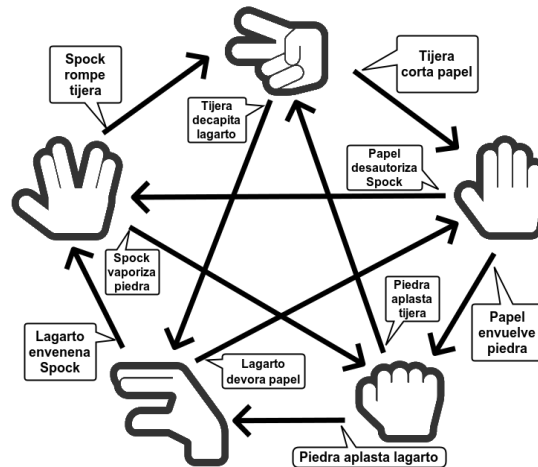 Spock
rompe
tijera
Tijera
corta papel
Tijera
decapita
lagarto
Papel
desautoriza
Spock
Spock
vaporiza
piedra
Piedra
aplasta
tijera
Papel
envuelve
piedra
Lagarto
envenena
Spock
Lagarto
devora papel
Piedra aplasta lagarto